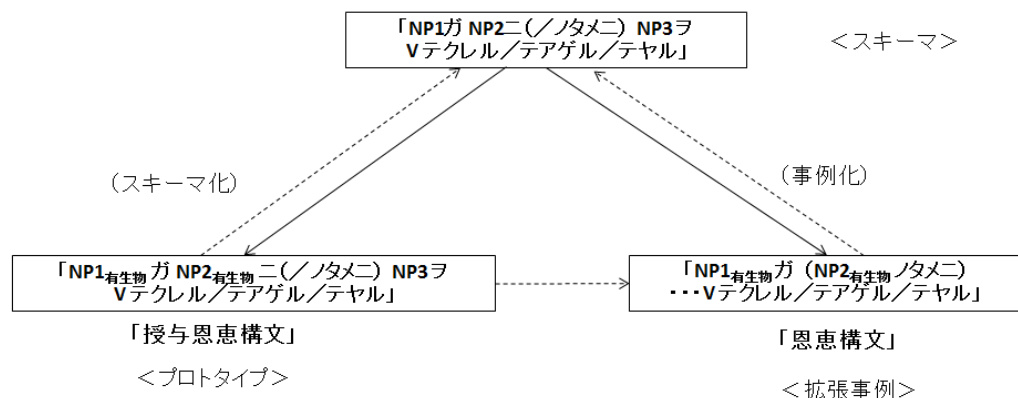 「NP1ガ NP2ニ(／ノタメニ) NP3ヲ
Vテクレル／テアゲル／テヤル」
＜スキーマ＞
(スキーマ化)
(事例化)
「NP1有生物ガ NP2有生物ニ(／ノタメニ) NP3ヲ
Vテクレル／テアゲル／テヤル」
「NP1有生物ガ (NP2有生物ノタメニ)
･･･Vテクレル／テアゲル／テヤル」
「授与恩恵構文」
「恩恵構文」
＜プロトタイプ＞
＜拡張事例＞